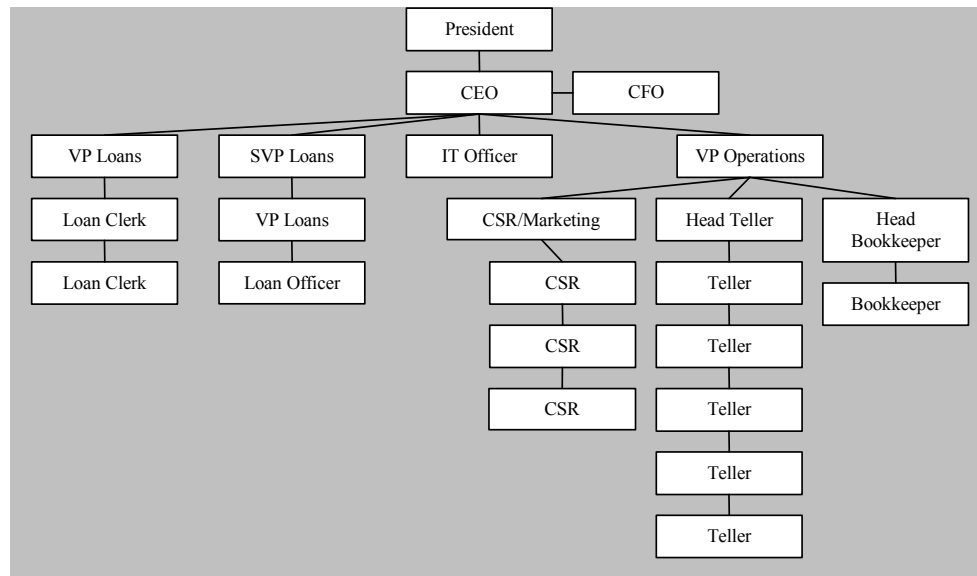 President
CEO
CFO
VP Loans
SVP Loans
IT Officer
VP Operations
Loan Clerk
VP Loans
CSR/Marketing
Head Teller
Head
Bookkeeper
Loan Clerk
Loan Officer
CSR
Teller
Bookkeeper
CSR
Teller
CSR
Teller
Teller
Teller